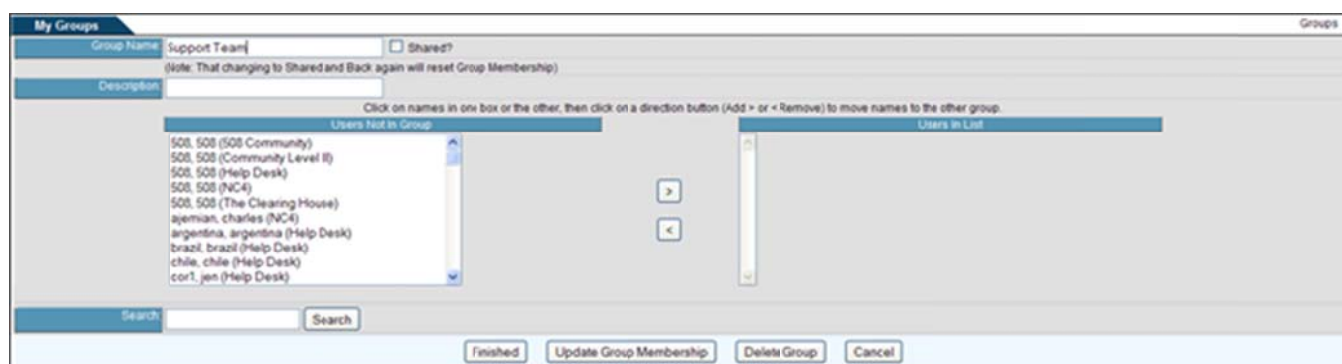 My Groups
Groups
Group Name: Support Team Shared?
(Note: That changing to Shared and Back again will reset Group Membership)
Description:
Click on names in one box or the other, then click on a direction button (Add > or < Remove) to move names to the other group.
Users Not In Group
Users In List
508, 508 (508 Community)
508, 508 (Community Level II)
508, 508 (Help Desk)
508, 508 (NC4)
508, 508 (The Clearing House)
ajemian, charles (NC4)
argentina, argentina (Help Desk)
brazil, brazil (Help Desk)
chile, chile (Help Desk)
cor1, jen (Help Desk)
>
<
Search: Search
Finished Update Group Membership Delete Group Cancel